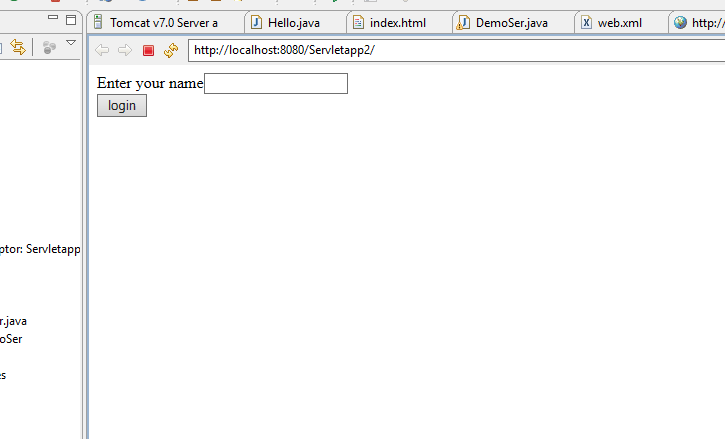 Tomcat v7.0 Server a
Hello.java
index.html
DemoSer.java
web.xml
http://
http://localhost:8080/Servletapp2/
Enter your name
login
ptor: Servletapp
r.java
oSer
es